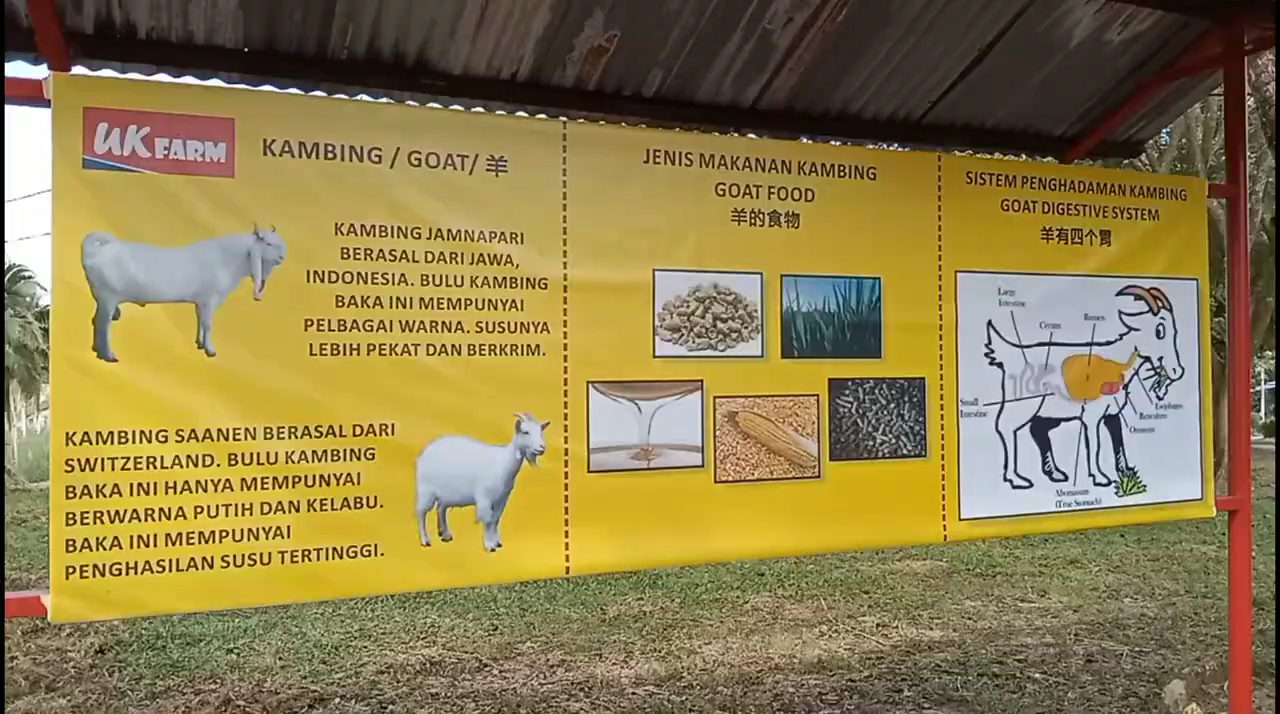 UK FARM
KAMBING / GOAT/ 羊
KAMBING JAMNAPARI
BERASAL DARI JAWA,
INDONESIA. BULU KAMBING
BAKA INI MEMPUNYAI
PELBAGAI WARNA. SUSUNYA
LEBIH PEKAT DAN BERKRIM.
KAMBING SAANEN BERASAL DARI
SWITZERLAND. BULU KAMBING
BAKA INI HANYA MEMPUNYAI
BERWARNA PUTIH DAN KELABU.
BAKA INI MEMPUNYAI
PENGHASILAN SUSU TERTINGGI.
JENIS MAKANAN KAMBING
GOAT FOOD
羊的食物
SISTEM PENGHADAMAN KAMBING
GOAT DIGESTIVE SYSTEM
羊有四个胃
Large
Intestine
Cecum
Rumen
Small
Intestine
Esophagus
Reticulum
Omasum
Abomasum
(True Stomach)